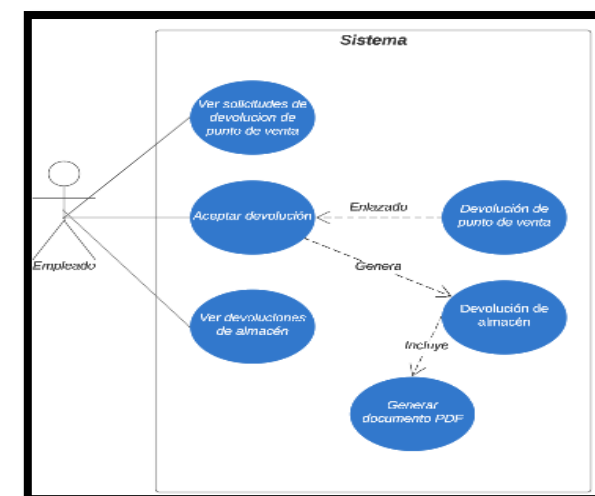 Sistema
Ver solicitudes de
devolucion de
punto de venta
Aceptar devolución
Enlazado
Devolución de
punto de venta
Empleado
Genera
Ver devoluciones
de almacén
Devolución de
almacén
Incluye
Generar
documento PDF